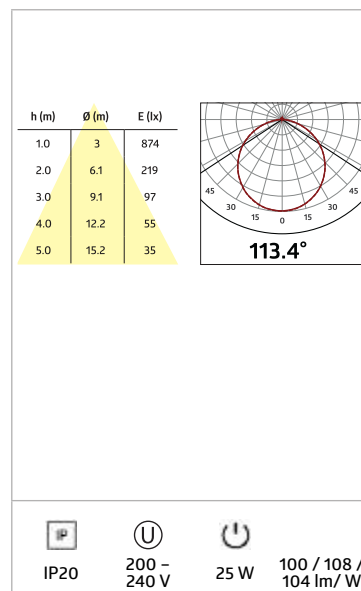 h (m) Ø (m) E (lx)
1.0 3 874
2.0 6.1 219
3.0 9.1 97
4.0 12.2 55
5.0 15.2 35
45 45
30 30
15 0 15
113.4°
IP
U
IP20
200 –
240 V
25 W
100 / 108 /
104 lm/ W